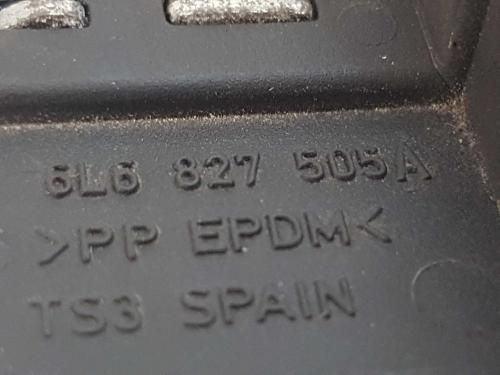 6L6 827 505A
>PP EPDM<
TS3 SPAIN